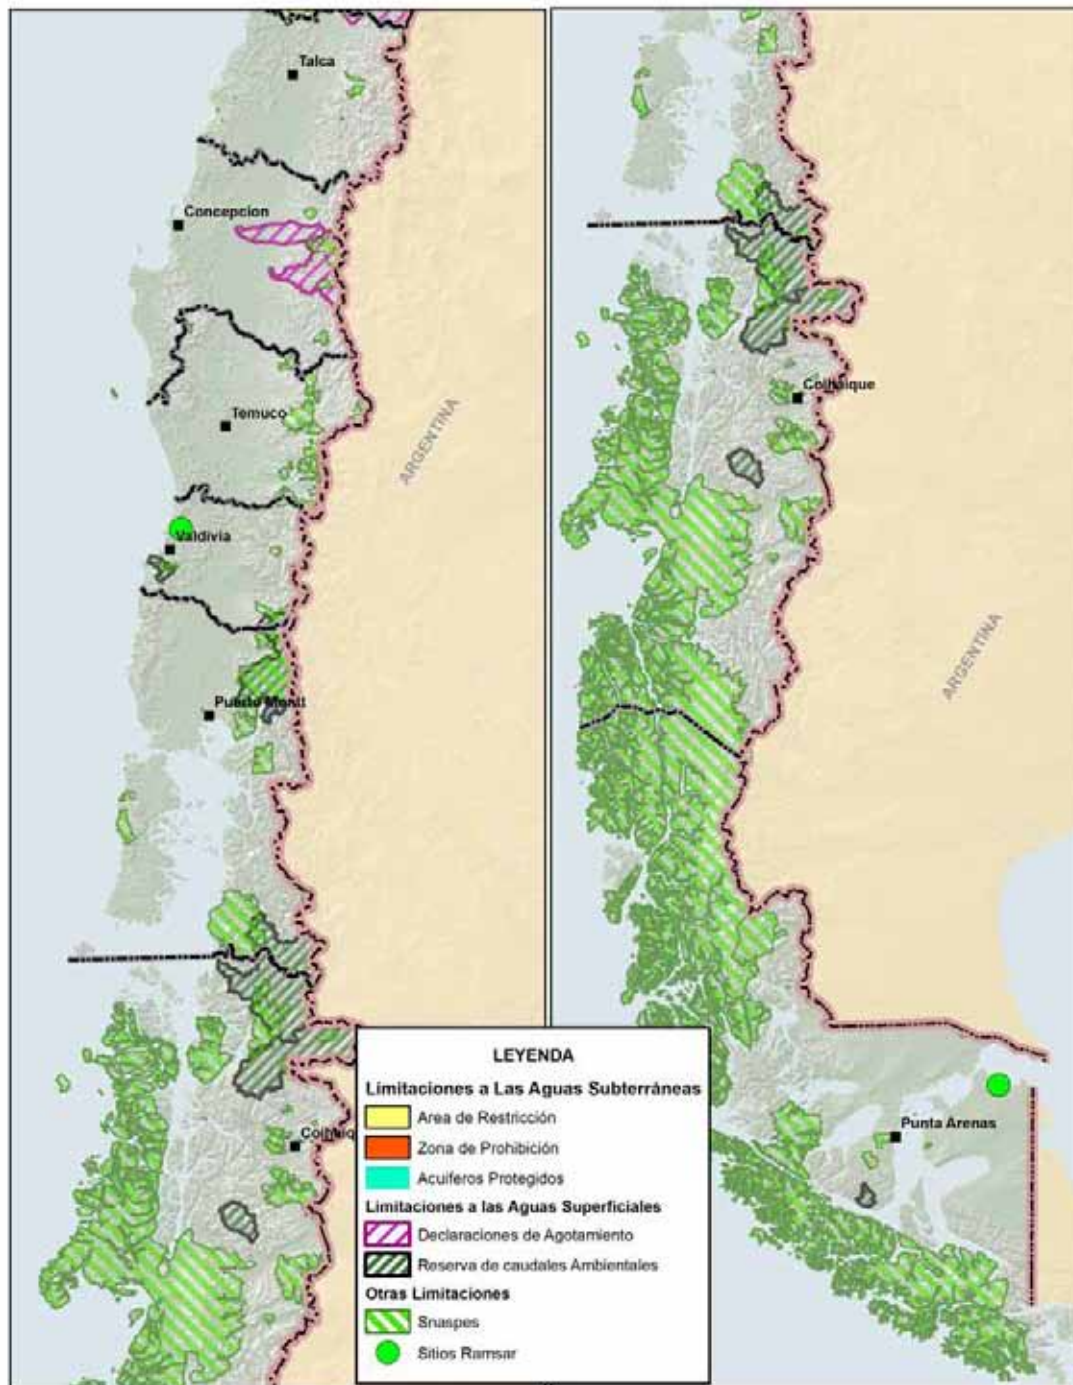 Talca
Concepcion
Temuco
ARGENTINA
Valdivia
Puerto Montt
Coihaiq
Coihaique
ARGENTINA
Punta Arenas
LEYENDA
Limitaciones a Las Aguas Subterráneas
Area de Restricción
Zona de Prohibición
Acuíferos Protegidos
Limitaciones a las Aguas Superficiales
Declaraciones de Agotamiento
Reserva de caudales Ambientales
Otras Limitaciones
Snaspes
Sitios Ramsar